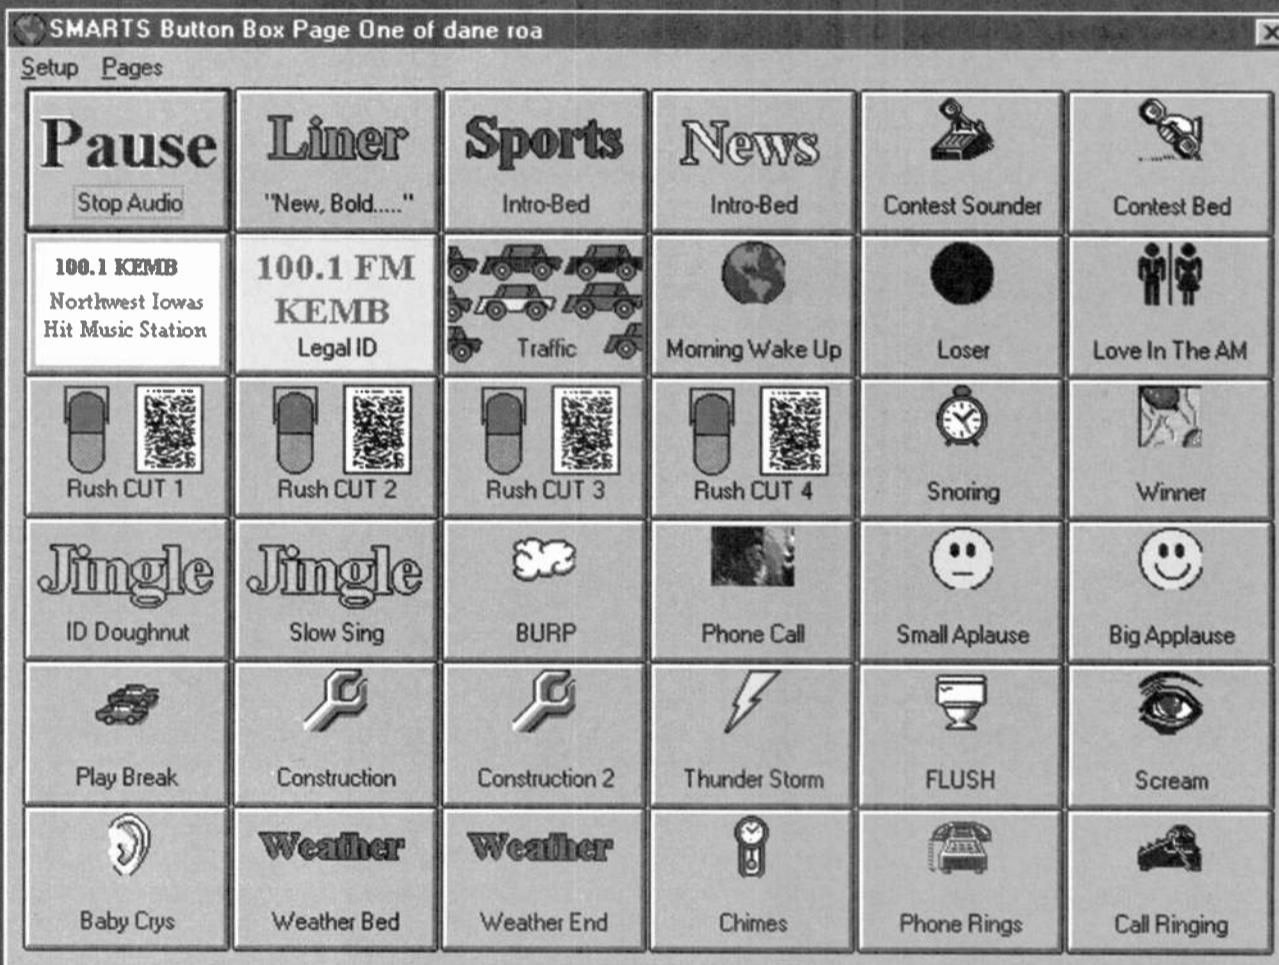 SMARTS Button Box Page One of dane roa
Setup Pages
Pause
Stop Audio
Liner
"New, Bold....."
Sports
Intro-Bed
News
Intro-Bed
Contest Sounder
Contest Bed
100.1 KEMB
Northwest Iowas
Hit Music Station
100.1 FM
KEMB
Legal ID
Traffic
Morning Wake Up
Loser
Love In The AM
Rush CUT 1
Rush CUT 2
Rush CUT 3
Rush CUT 4
Snoring
Winner
Jingle
ID Doughnut
Jingle
Slow Sing
BURP
Phone Call
Small Aplause
Big Applause
Play Break
Construction
Construction 2
Thunder Storm
FLUSH
Scream
Baby Crys
Weather
Weather Bed
Weather
Weather End
Chimes
Phone Rings
Call Ringing